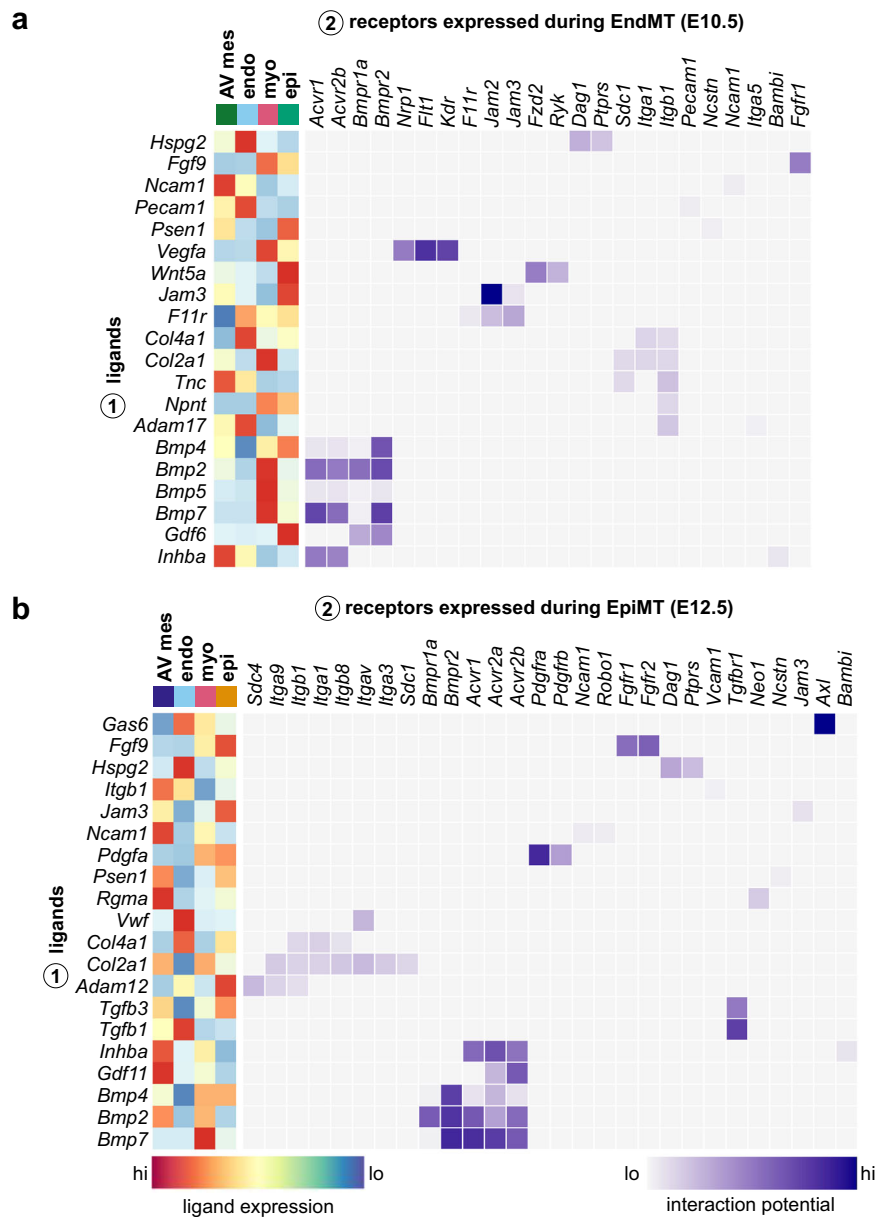 a
② receptors expressed during EndMT (E10.5)
AV mes
endo
myo
epi
Acvr1
Acvr2b
Bmpr1a
Bmpr2
Nrp1
Flt1
Kdr
F11r
Jam2
Jam3
Fzd2
Ryk
Dag1
Ptprs
Sdc1
Itga1
Itgb1
Pecam1
Ncstn
Ncam1
Itga5
Bambi
Fgfr1
① ligands
Hspg2
Fgf9
Ncam1
Pecam1
Psen1
Vegfa
Wnt5a
Jam3
F11r
Col4a1
Col2a1
Tnc
Npnt
Adam17
Bmp4
Bmp2
Bmp5
Bmp7
Gdf6
Inhba
b
② receptors expressed during EpiMT (E12.5)
AV mes
endo
myo
epi
Sdc4
Itga9
Itgb1
Itga1
Itgb8
Itgav
Itga3
Sdc1
Bmpr1a
Bmpr2
Acvr1
Acvr2a
Acvr2b
Pdgfra
Pdgfrb
Ncam1
Robo1
Fgfr1
Fgfr2
Dag1
Ptprs
Vcam1
Tgfbr1
Neo1
Ncstn
Jam3
Axl
Bambi
① ligands
Gas6
Fgf9
Hspg2
Itgb1
Jam3
Ncam1
Pdgfa
Psen1
Rgma
Vwf
Col4a1
Col2a1
Adam12
Tgfb3
Tgfb1
Inhba
Gdf11
Bmp4
Bmp2
Bmp7
hi lo
ligand expression
lo hi
interaction potential